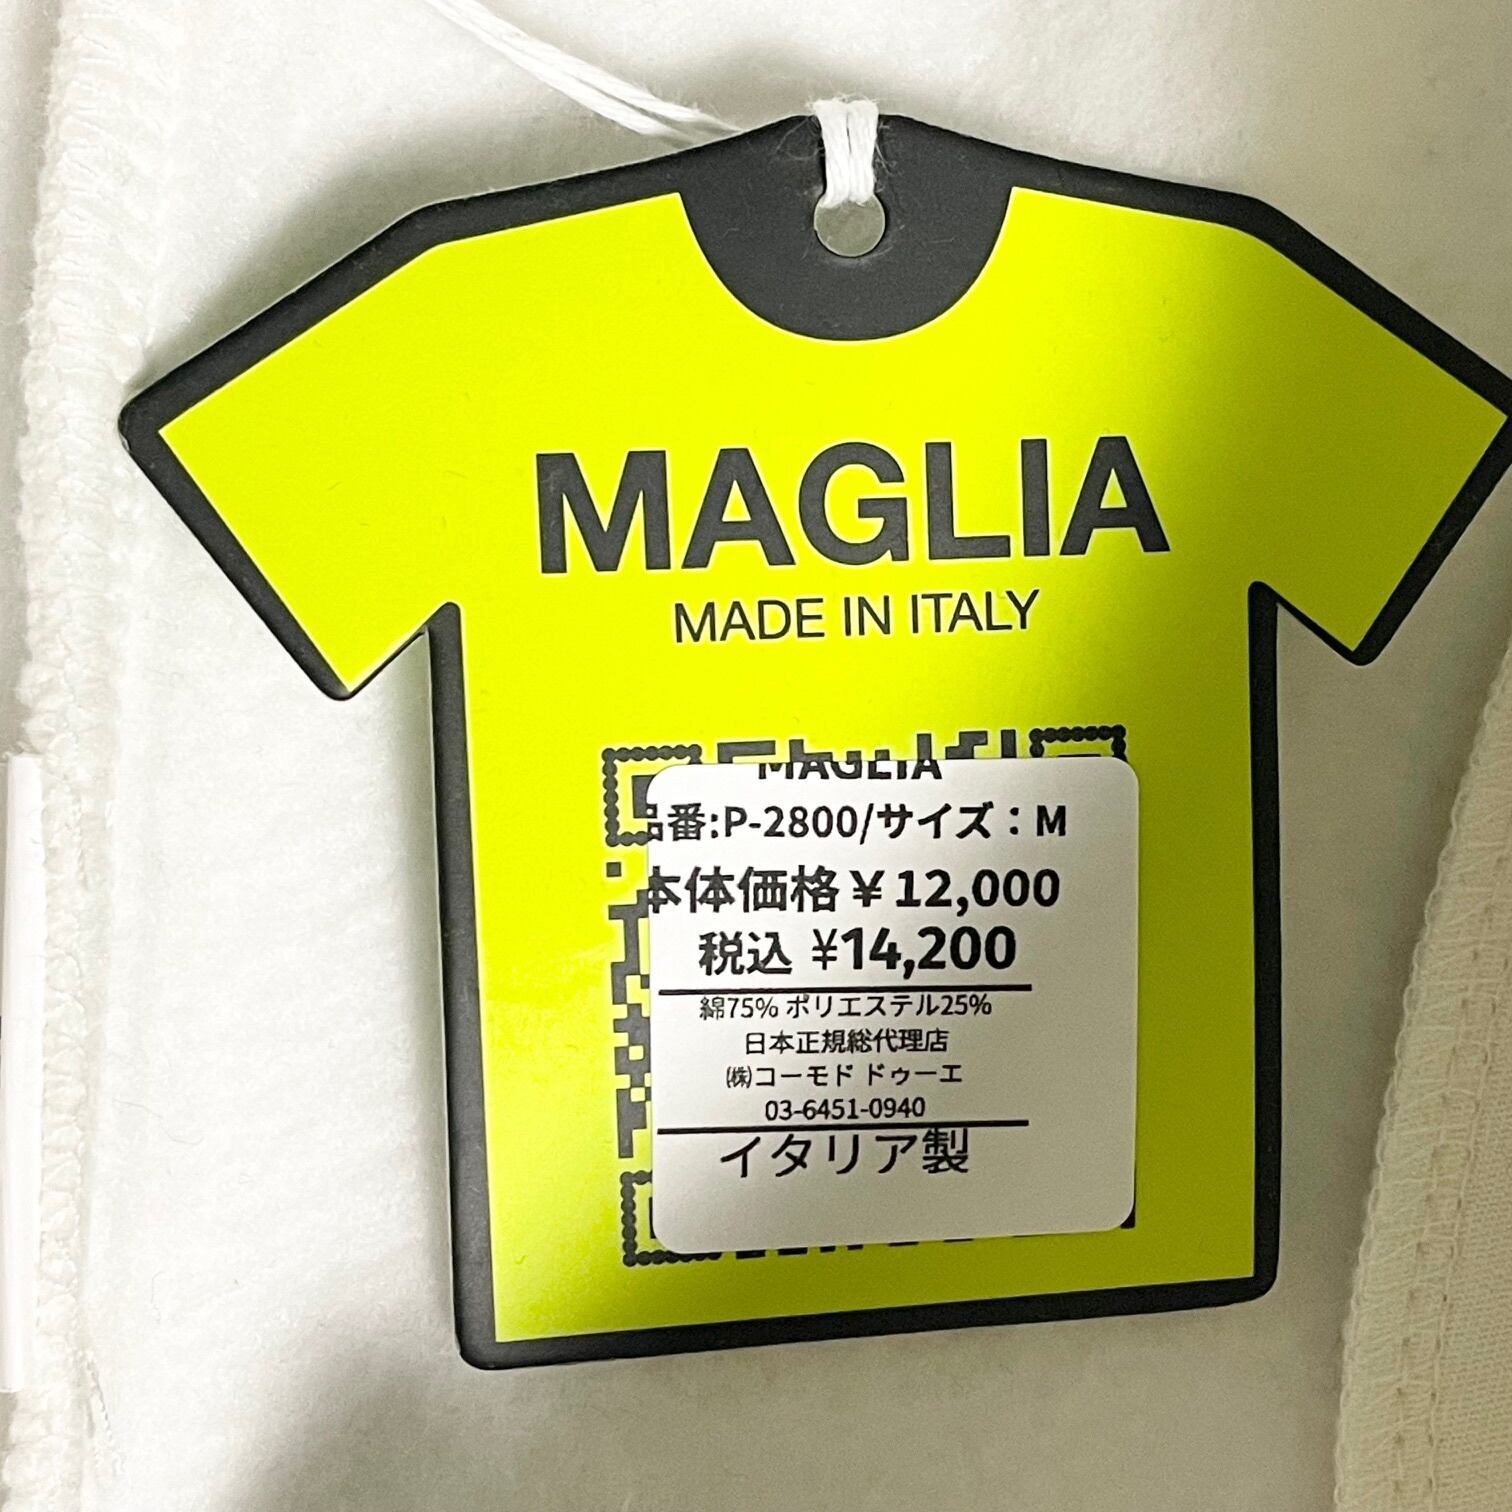 MAGLIA
MADE IN ITALY
MAGLIA
品番:P-2800/サイズ：M
本体価格￥12,000
税込 ¥14,200
綿75% ポリエステル25%
日本正規総代理店
㈱コーモド ドゥーエ
03-6451-0940
イタリア製